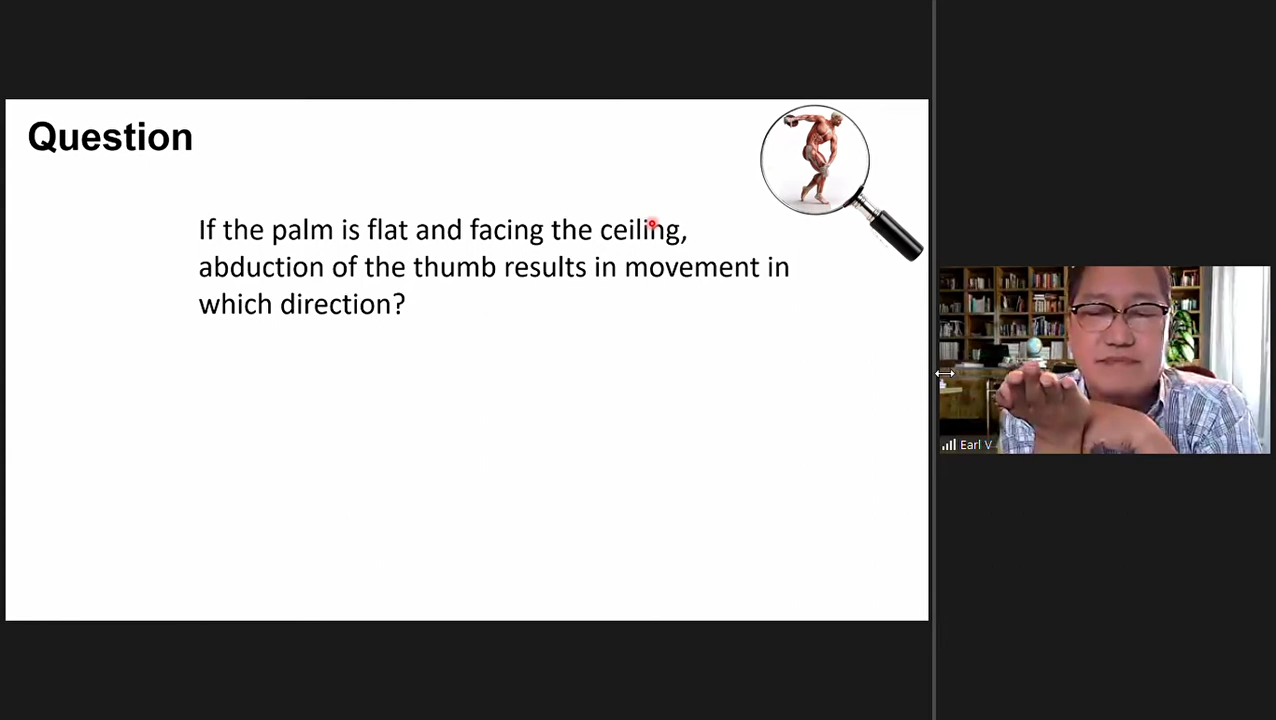 Question
If the palm is flat and facing the ceiling,
abduction of the thumb results in movement in
which direction?
Earl V